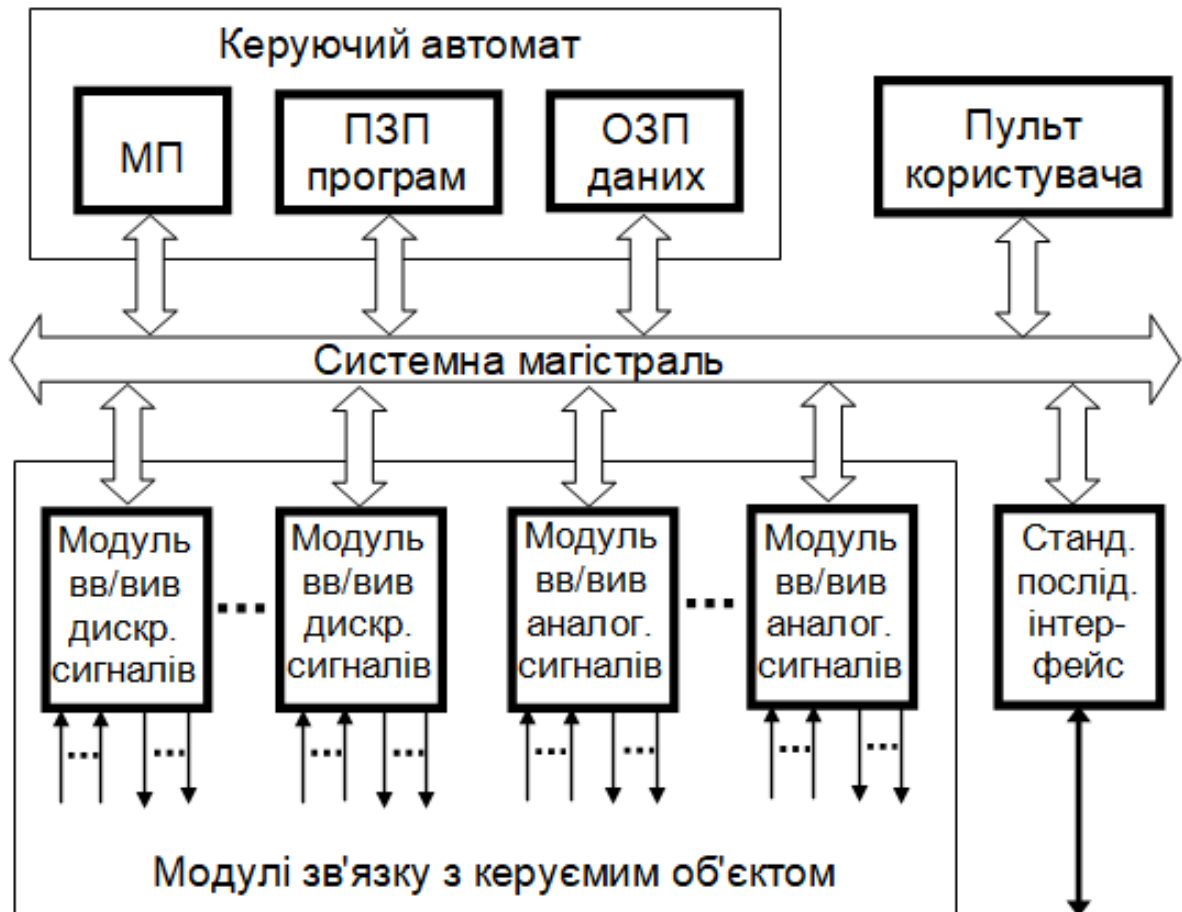 Керуючий автомат
МП
ПЗП
програм
ОЗП
даних
Пульт
користувача
Системна магістраль
Модуль
вв/вив
дискр.
сигналів
Модуль
вв/вив
дискр.
сигналів
Модуль
вв/вив
аналог.
сигналів
Модуль
вв/вив
аналог.
сигналів
Станд.
послід.
інтер-
фейс
Модулі зв'язку з керуємим об'єктом